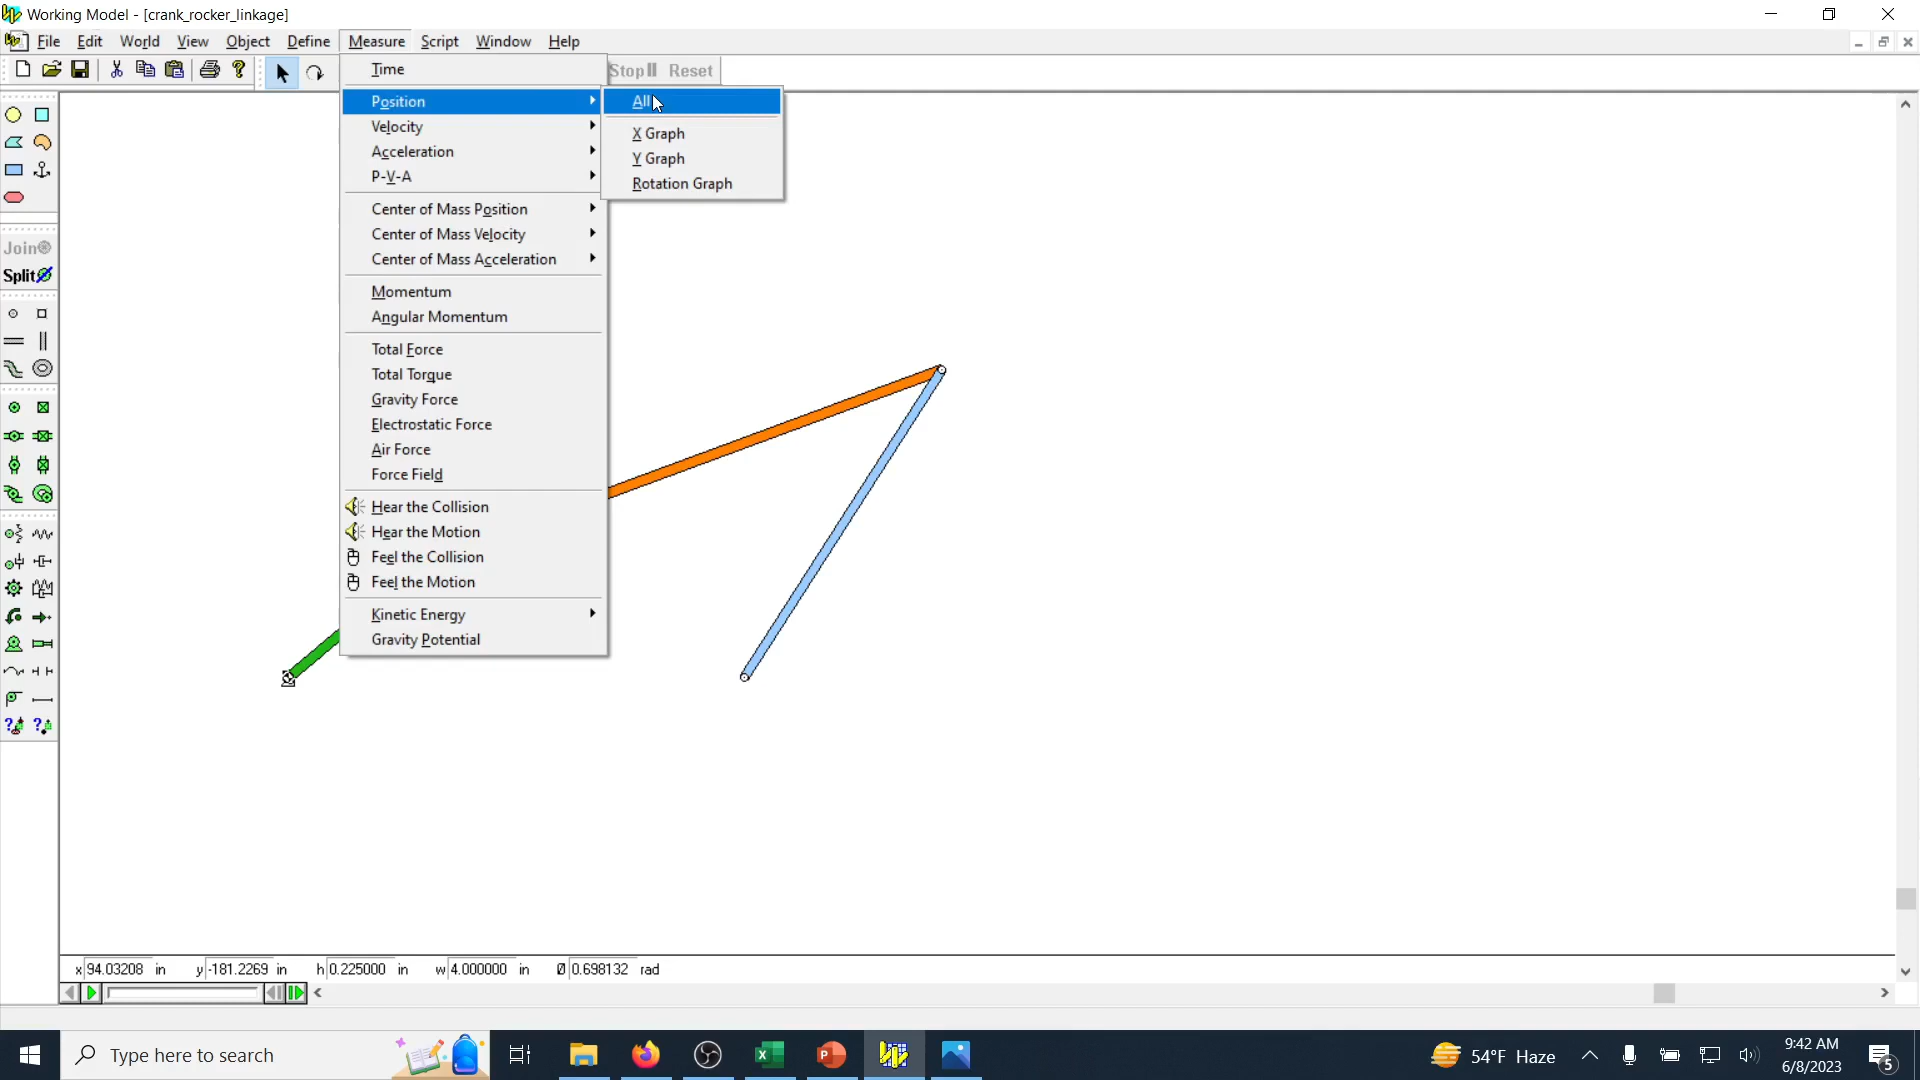 Working Model - [crank_rocker_linkage]
File Edit World View Object Define Measure Script Window Help
Stop Reset
Time
Position
Velocity
Acceleration
P-V-A
Center of Mass Position
Center of Mass Velocity
Center of Mass Acceleration
Momentum
Angular Momentum
Total Force
Total Torque
Gravity Force
Electrostatic Force
Air Force
Force Field
Hear the Collision
Hear the Motion
Feel the Collision
Feel the Motion
Kinetic Energy
Gravity Potential
All
X Graph
Y Graph
Rotation Graph
Join
Split
x 94.03208 in y -181.2269 in h 0.225000 in w 4.000000 in Ø 0.698132 rad
Type here to search
54°F Haze
9:42 AM
6/8/2023
5